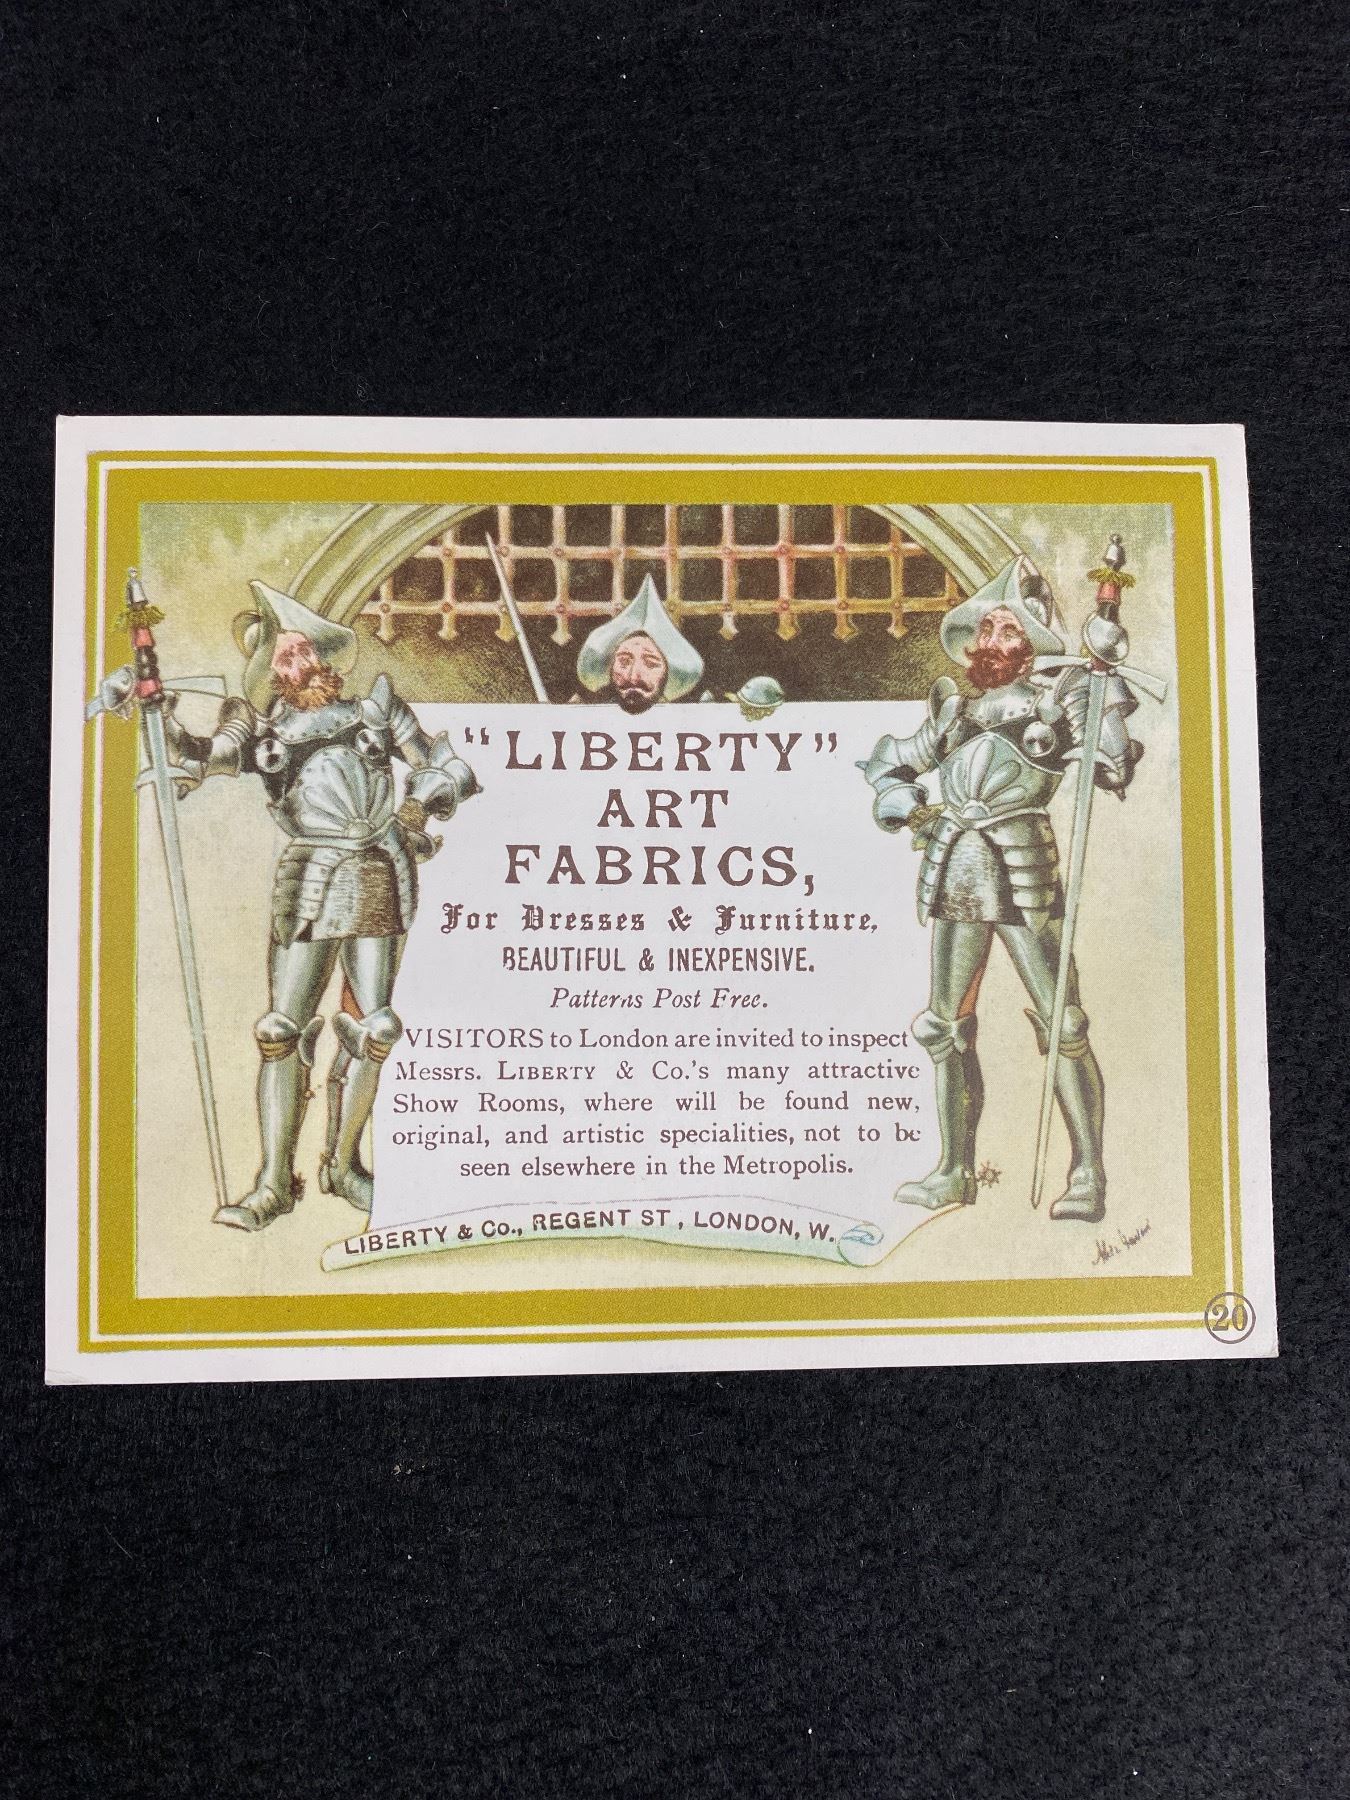 “LIBERTY”
ART
FABRICS,
For Dresses & Furniture,
BEAUTIFUL & INEXPENSIVE.
Patterns Post Free.
VISITORS to London are invited to inspect
Messrs. LIBERTY & Co.'s many attractive
Show Rooms, where will be found new,
original, and artistic specialities, not to be
seen elsewhere in the Metropolis.
LIBERTY & Co., REGENT ST, LONDON, W.
20